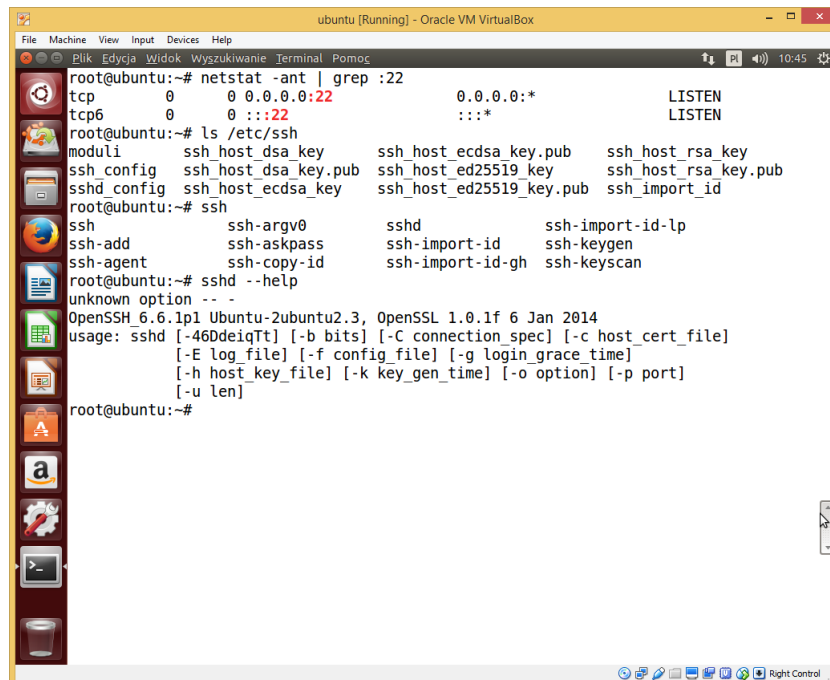 ubuntu [Running] - Oracle VM VirtualBox
File Machine View Input Devices Help
Plik Edycja Widok Wyszukiwanie Terminal Pomoc Pl 10:45
root@ubuntu:~# netstat -ant | grep :22
tcp 0 0 0.0.0.0:22 0.0.0.0:* LISTEN
tcp6 0 0 :::22 :::* LISTEN
root@ubuntu:~# ls /etc/ssh
moduli ssh_host_dsa_key ssh_host_ecdsa_key.pub ssh_host_rsa_key
ssh_config ssh_host_dsa_key.pub ssh_host_ed25519_key ssh_host_rsa_key.pub
sshd_config ssh_host_ecdsa_key ssh_host_ed25519_key.pub ssh_import_id
root@ubuntu:~# ssh
ssh ssh-argv0 sshd ssh-import-id-lp
ssh-add ssh-askpass ssh-import-id ssh-keygen
ssh-agent ssh-copy-id ssh-import-id-gh ssh-keyscan
root@ubuntu:~# sshd --help
unknown option -- -
OpenSSH_6.6.1p1 Ubuntu-2ubuntu2.3, OpenSSL 1.0.1f 6 Jan 2014
usage: sshd [-46DdeiqTt] [-b bits] [-C connection_spec] [-c host_cert_file]
[-E log_file] [-f config_file] [-g login_grace_time]
[-h host_key_file] [-k key_gen_time] [-o option] [-p port]
[-u len]
root@ubuntu:~#
Right Control